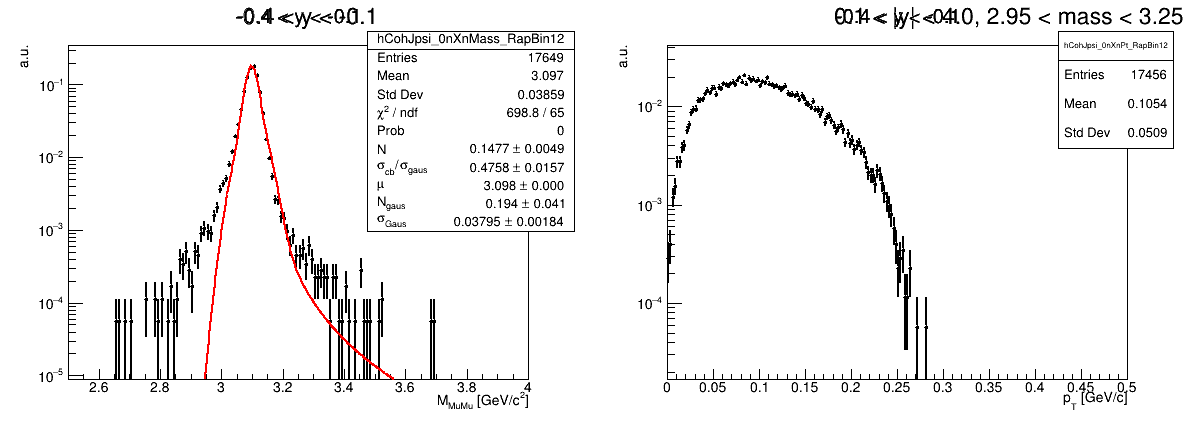 a.u.
hCohJpsi_0nXnMass_RapBin12
Entries 17649
Mean 3.097
Std Dev 0.03859
χ² / ndf 698.8 / 65
Prob 0
N 0.1477 ± 0.0049
σcb/σgaus 0.4758 ± 0.0157
μ 3.098 ± 0.000
Ngaus 0.194 ± 0.041
σGaus 0.03795 ± 0.00184
10⁻¹
10⁻²
10⁻³
10⁻⁴
10⁻⁵
2.6 2.8 3 3.2 3.4 3.6 3.8 4
MMuMu [GeV/c²]
, 2.95 < mass < 3.25
a.u.
hCohJpsi_0nXnPt_RapBin12
Entries 17456
Mean 0.1054
Std Dev 0.0509
10⁻²
10⁻³
10⁻⁴
0 0.05 0.1 0.15 0.2 0.25 0.3 0.35 0.4 0.45 0.5
pT [GeV/c]